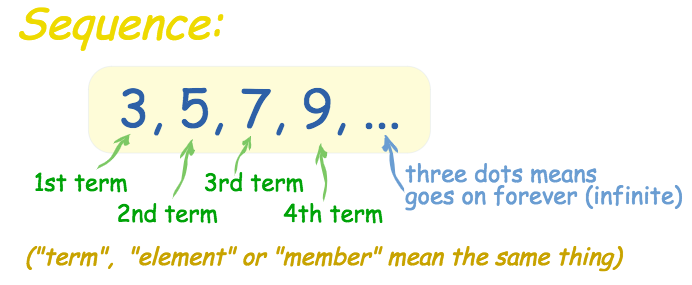 Sequence:
3, 5, 7, 9, ...
1st term
2nd term
3rd term
4th term
three dots means
goes on forever (infinite)
("term", "element" or "member" mean the same thing)